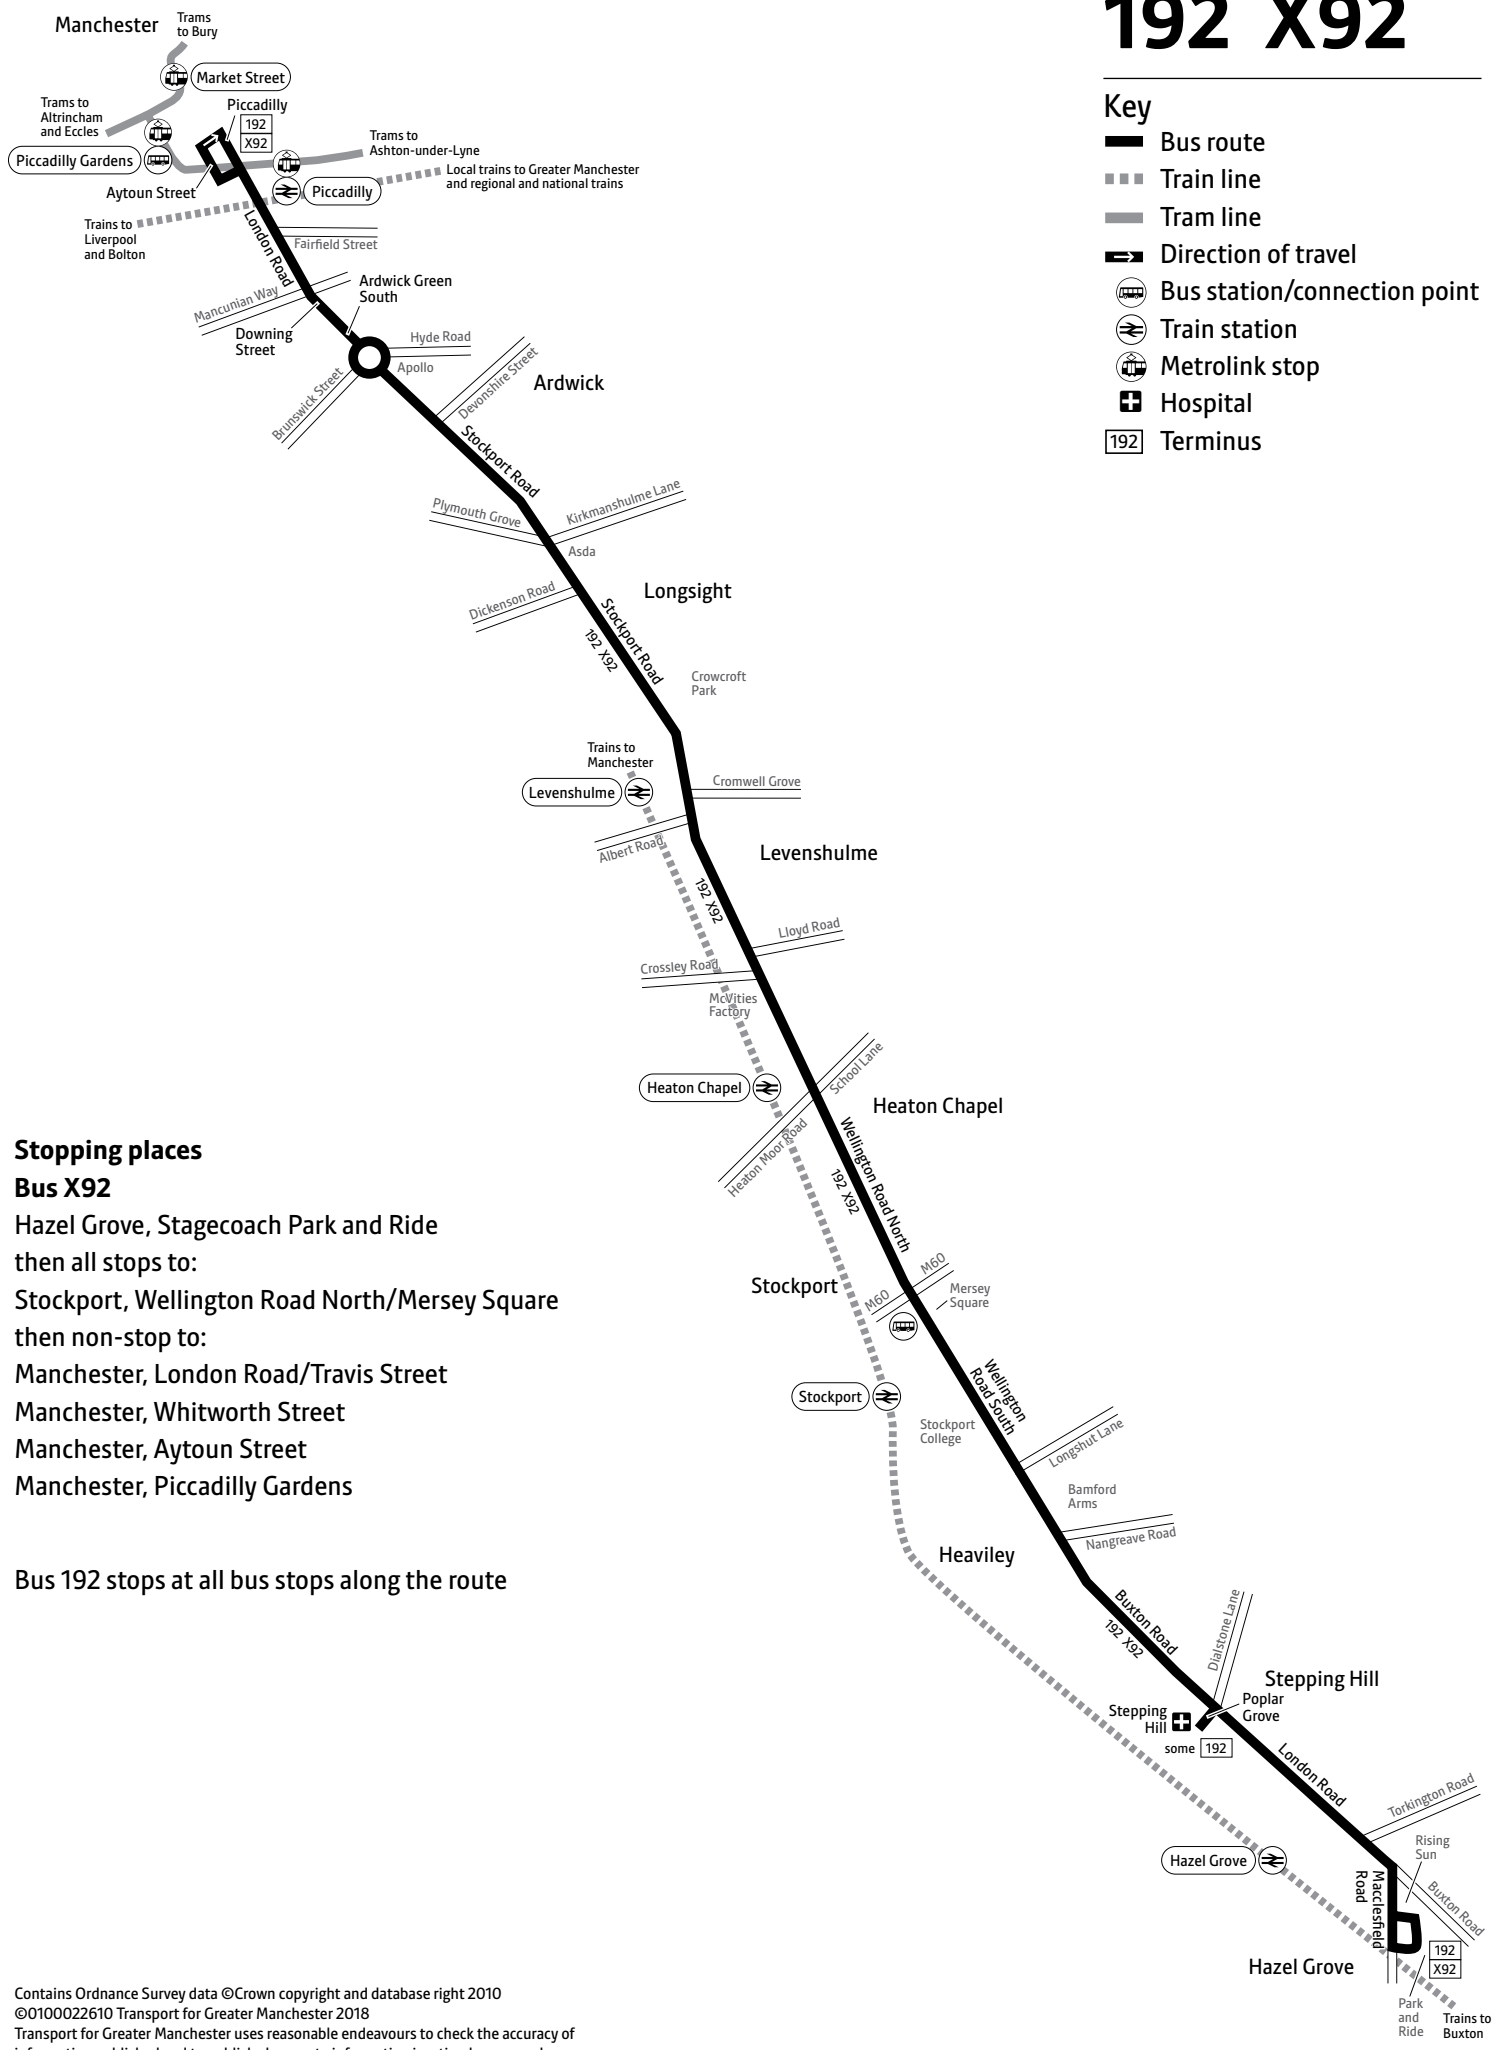 192 X92
Key
Bus route
Train line
Tram line
Direction of travel
Bus station/connection point
Train station
Metrolink stop
Hospital
192 Terminus
Manchester
Trams
to Bury
Market Street
Trams to
Altrincham
and Eccles
Piccadilly
192
X92
Trams to
Ashton-under-Lyne
Piccadilly Gardens
Local trains to Greater Manchester
and regional and national trains
Aytoun Street
Piccadilly
Trains to
Liverpool
and Bolton
London Road
Fairfield Street
Mancunian Way
Ardwick Green
South
Downing
Street
Hyde Road
Apollo
Brunswick Street
Devonshire Street
Ardwick
Stockport Road
Plymouth Grove
Kirkmanshulme Lane
Asda
Dickenson Road
Longsight
Stockport Road
192 X92
Crowcroft
Park
Trains to
Manchester
Levenshulme
Cromwell Grove
Albert Road
Levenshulme
192 X92
Lloyd Road
Crossley Road
McVities
Factory
School Lane
Heaton Chapel
Heaton Chapel
Heaton Moor Road
Wellington Road North
192 X92
Stopping places
Bus X92
Hazel Grove, Stagecoach Park and Ride
then all stops to:
Stockport, Wellington Road North/Mersey Square
then non-stop to:
Manchester, London Road/Travis Street
Manchester, Whitworth Street
Manchester, Aytoun Street
Manchester, Piccadilly Gardens
Bus 192 stops at all bus stops along the route
M60
Stockport
M60
Mersey
Square
Stockport
Wellington
Road South
Stockport
College
Longshut Lane
Bamford
Arms
Nangreave Road
Heaviley
Buxton Road
192 X92
Dialstone Lane
Stepping Hill
Poplar
Grove
Stepping
Hill
some 192
London Road
Torkington Road
Rising
Sun
Hazel Grove
Macclesfield
Road
Buxton Road
192
X92
Hazel Grove
Park
and
Ride
Trains to
Buxton
Contains Ordnance Survey data ©Crown copyright and database right 2010
©0100022610 Transport for Greater Manchester 2018
Transport for Greater Manchester uses reasonable endeavours to check the accuracy of